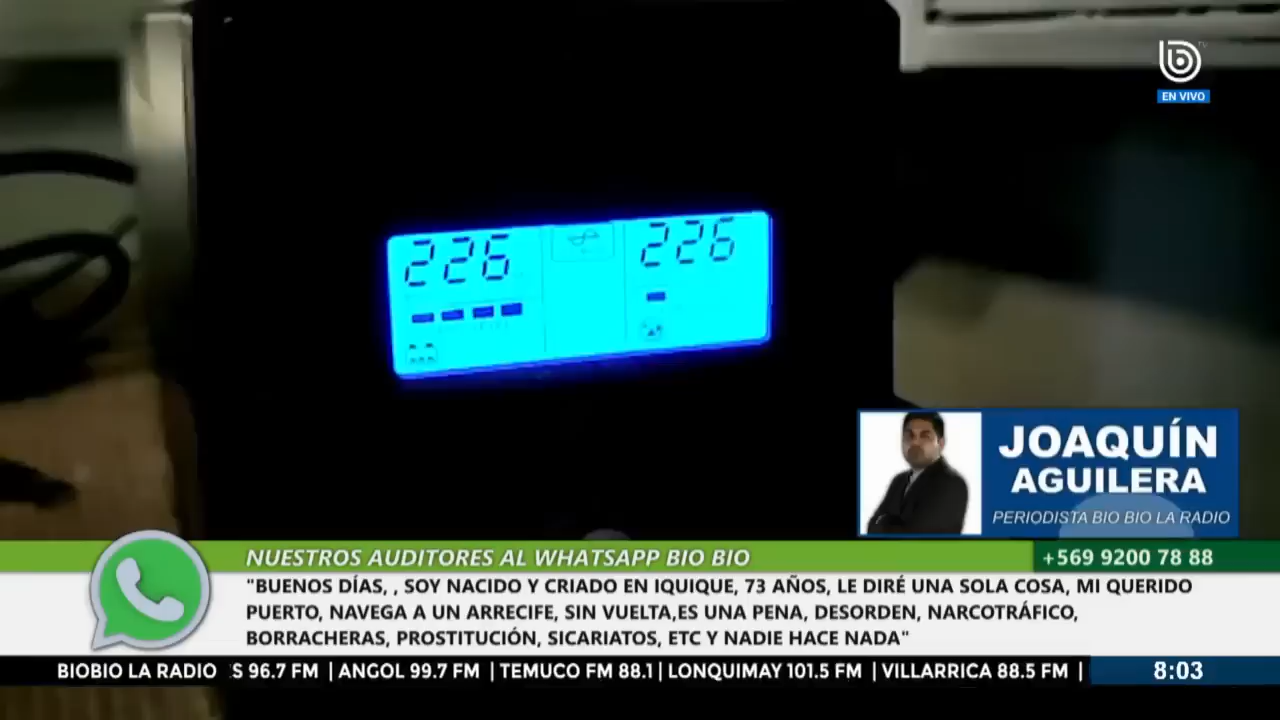 EN VIVO
226
226
JOAQUÍN
AGUILERA
PERIODISTA BIO BIO LA RADIO
NUESTROS AUDITORES AL WHATSAPP BIO BIO
+569 9200 78 88
"BUENOS DÍAS, , SOY NACIDO Y CRIADO EN IQUIQUE, 73 AÑOS, LE DIRÉ UNA SOLA COSA, MI QUERIDO
PUERTO, NAVEGA A UN ARRECIFE, SIN VUELTA,ES UNA PENA, DESORDEN, NARCOTRÁFICO,
BORRACHERAS, PROSTITUCIÓN, SICARIATOS, ETC Y NADIE HACE NADA"
BIOBIO LA RADIO S 96.7 FM | ANGOL 99.7 FM | TEMUCO FM 88.1 | LONQUIMAY 101.5 FM | VILLARRICA 88.5 FM |
8:03